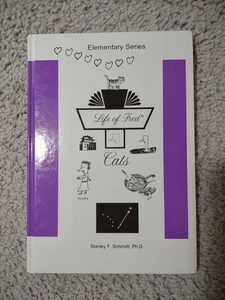 Elementary Series
Life of Fred®
Cats
Stanley F. Schmidt, Ph.D.